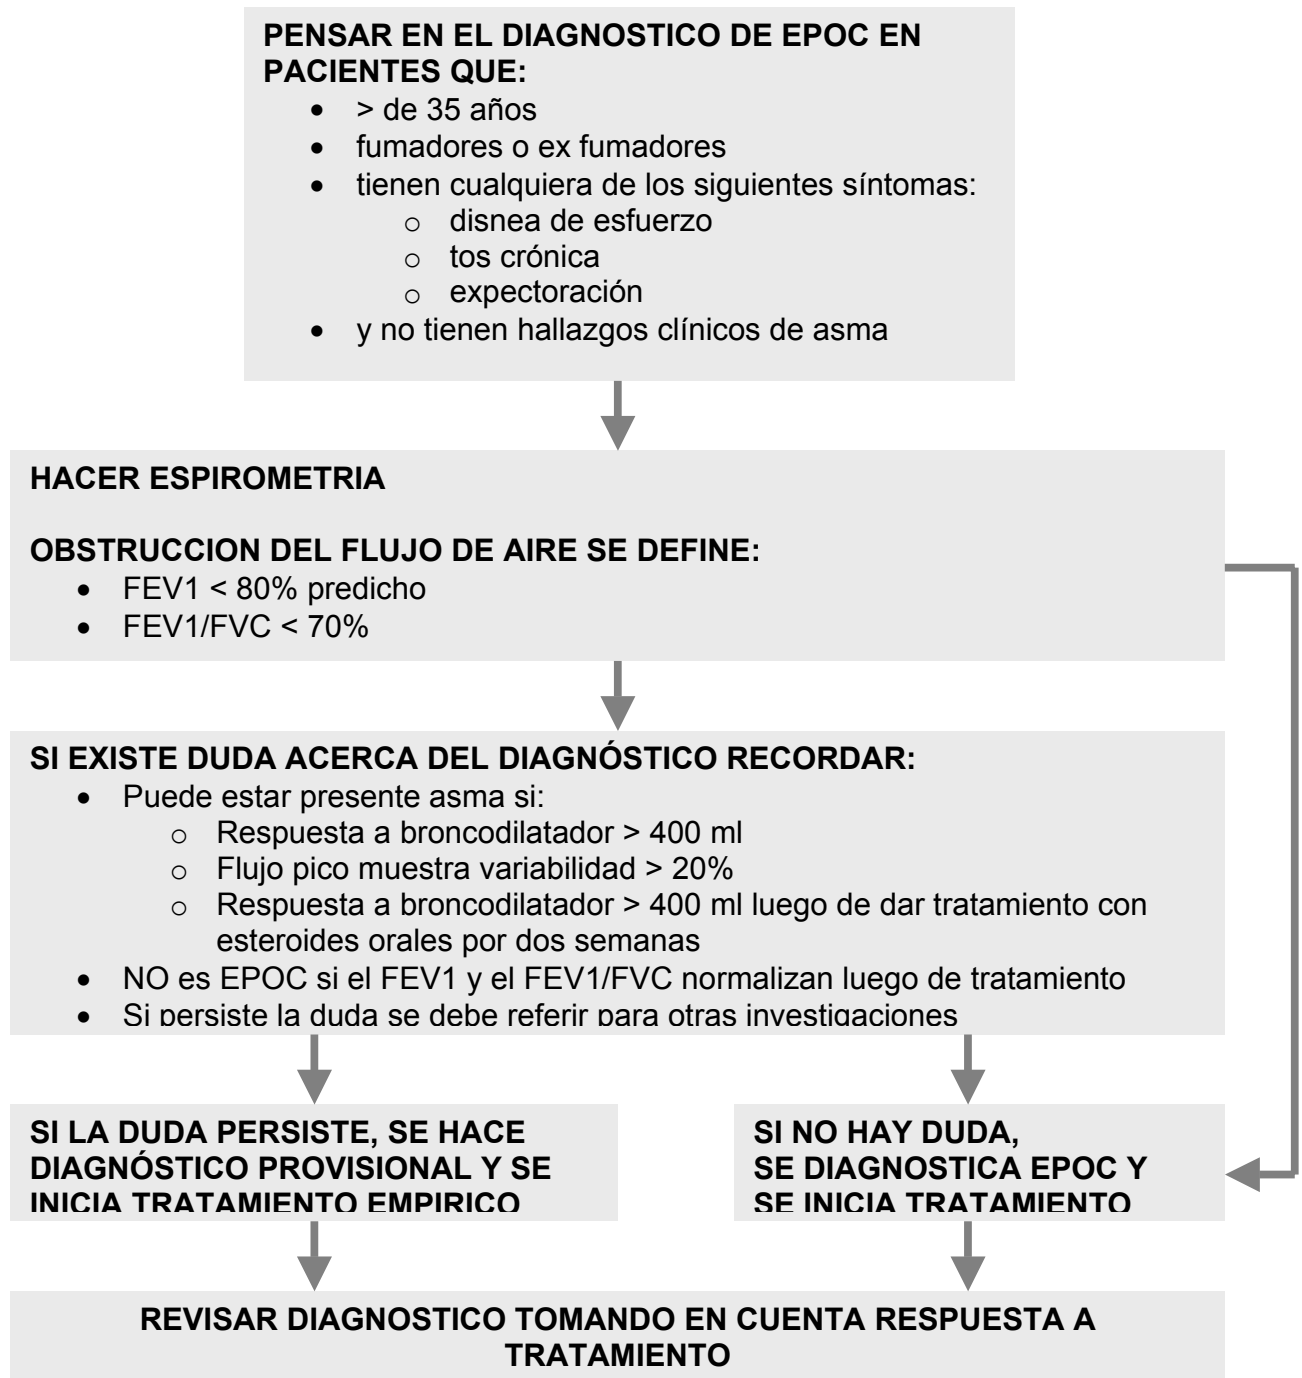 PENSAR EN EL DIAGNOSTICO DE EPOC EN
PACIENTES QUE:
• > de 35 años
• fumadores o ex fumadores
• tienen cualquiera de los siguientes síntomas:
o disnea de esfuerzo
o tos crónica
o expectoración
• y no tienen hallazgos clínicos de asma
HACER ESPIROMETRIA
OBSTRUCCION DEL FLUJO DE AIRE SE DEFINE:
• FEV1 < 80% predicho
• FEV1/FVC < 70%
SI EXISTE DUDA ACERCA DEL DIAGNÓSTICO RECORDAR:
• Puede estar presente asma si:
o Respuesta a broncodilatador > 400 ml
o Flujo pico muestra variabilidad > 20%
o Respuesta a broncodilatador > 400 ml luego de dar tratamiento con
esteroides orales por dos semanas
• NO es EPOC si el FEV1 y el FEV1/FVC normalizan luego de tratamiento
• Si persiste la duda se debe referir para otras investigaciones
SI LA DUDA PERSISTE, SE HACE
DIAGNÓSTICO PROVISIONAL Y SE
INICIA TRATAMIENTO EMPIRICO
SI NO HAY DUDA,
SE DIAGNOSTICA EPOC Y
SE INICIA TRATAMIENTO
REVISAR DIAGNOSTICO TOMANDO EN CUENTA RESPUESTA A
TRATAMIENTO